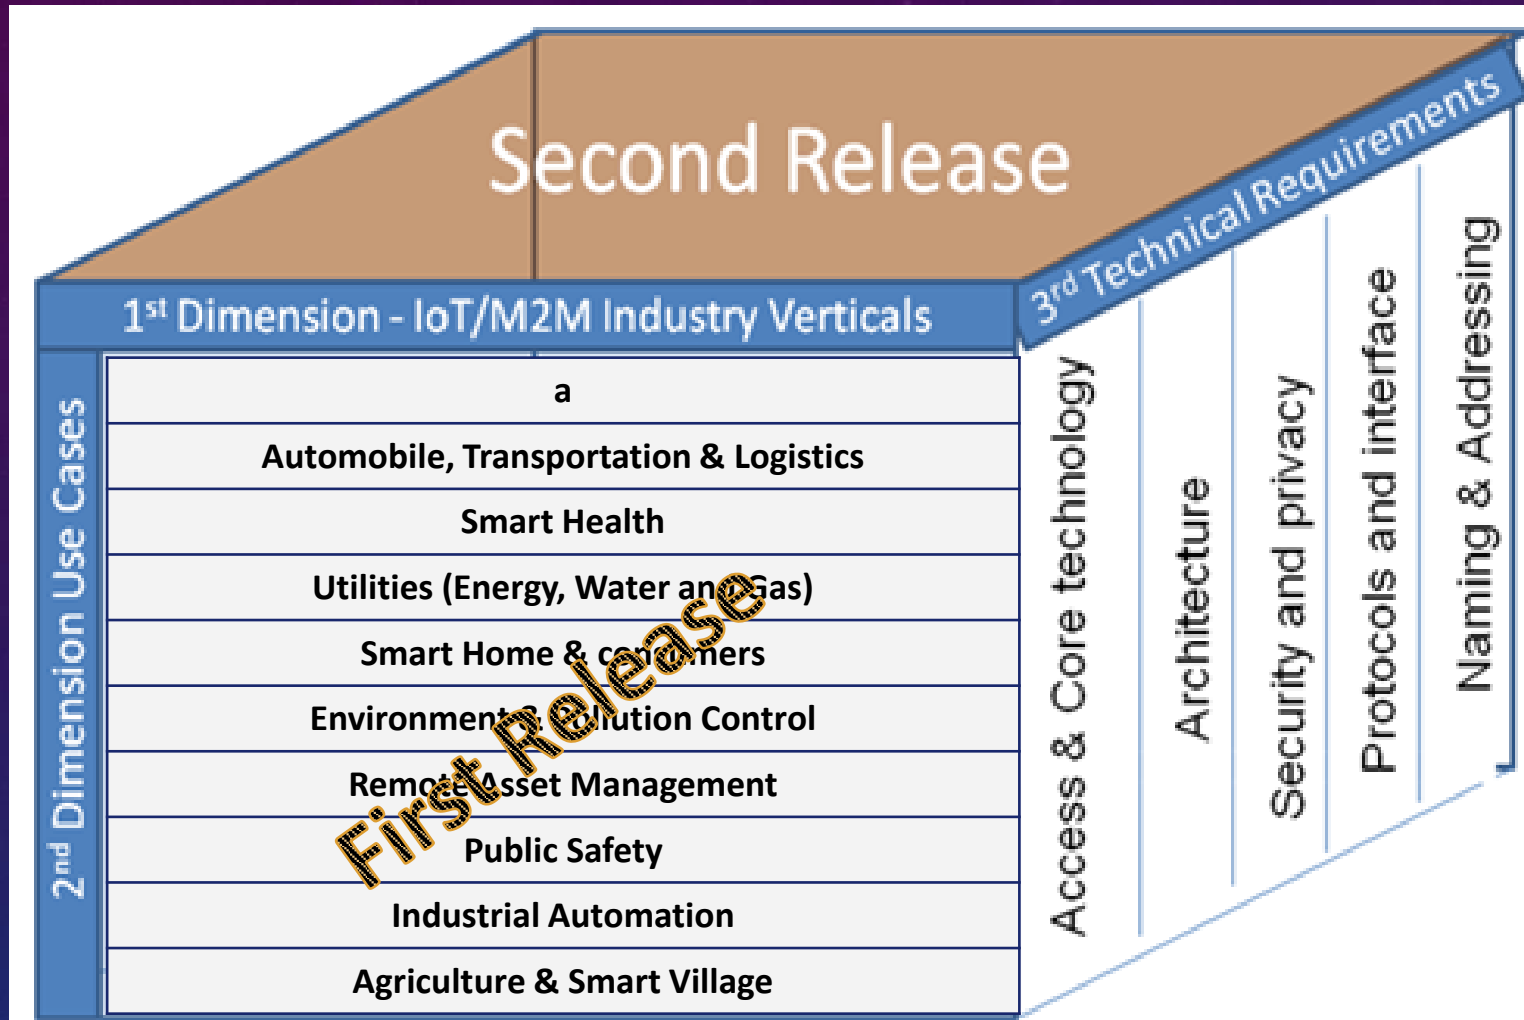 Second Release
1st Dimension - IoT/M2M Industry Verticals
3rd Technical Requirements
2nd Dimension Use Cases
a
Automobile, Transportation & Logistics
Smart Health
Utilities (Energy, Water and Gas)
Smart Home & consumers
Environment & Pollution Control
Remote Asset Management
Public Safety
Industrial Automation
Agriculture & Smart Village
First Release
Access & Core technology
Architecture
Security and privacy
Protocols and interface
Naming & Addressing